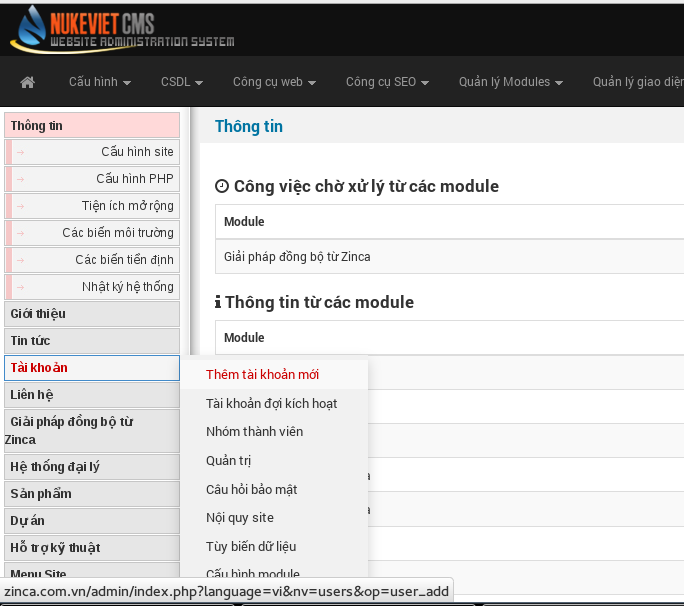 NUKEVIET CMS
WEBSITE ADMINISTRATION SYSTEM
Cấu hình
CSDL
Công cụ web
Công cụ SEO
Quản lý Modules
Quản lý giao diện
Thông tin
Cấu hình site
Cấu hình PHP
Tiện ích mở rộng
Các biến môi trường
Các biến tiền định
Nhật ký hệ thống
Giới thiệu
Tin tức
Tài khoản
Liên hệ
Giải pháp đồng bộ từ
Zinca
Hệ thống đại lý
Sản phẩm
Dự án
Hỗ trợ kỹ thuật
Menu Site
Thêm tài khoản mới
Tài khoản đợi kích hoạt
Nhóm thành viên
Quản trị
Câu hỏi bảo mật
Nội quy site
Tùy biến dữ liệu
Cấu hình module
Thông tin
Công việc chờ xử lý từ các module
Module
Giải pháp đồng bộ từ Zinca
Thông tin từ các module
Module
a
a
zinca.com.vn/admin/index.php?language=vi&nv=users&op=user_add